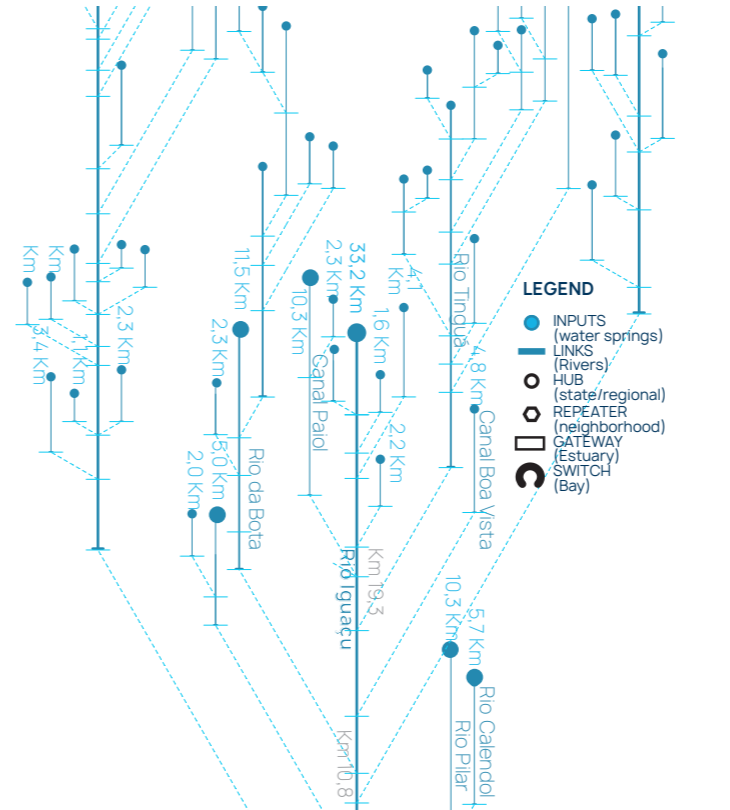 Km
Km
3,4 Km
1,1 Km
2,3 Km
11,5 Km
2,3 Km
2,0 Km
5,0 Km
Rio da Bota
10,3 Km
Canal Paiol
2,3 Km
33,2 Km
1,6 Km
4,1
Km
2,2 Km
Rio Iguaçu
Km 19,3
Km 10,8
Rio Tinguá
4,8 Km
Canal Boa Vista
10,3 Km
5,7 Km
Rio Pilar
Rio Calendol
LEGEND
INPUTS
(water springs)
LINKS
(Rivers)
HUB
(state/regional)
REPEATER
(neighborhood)
GATEWAY
(Estuary)
SWITCH
(Bay)